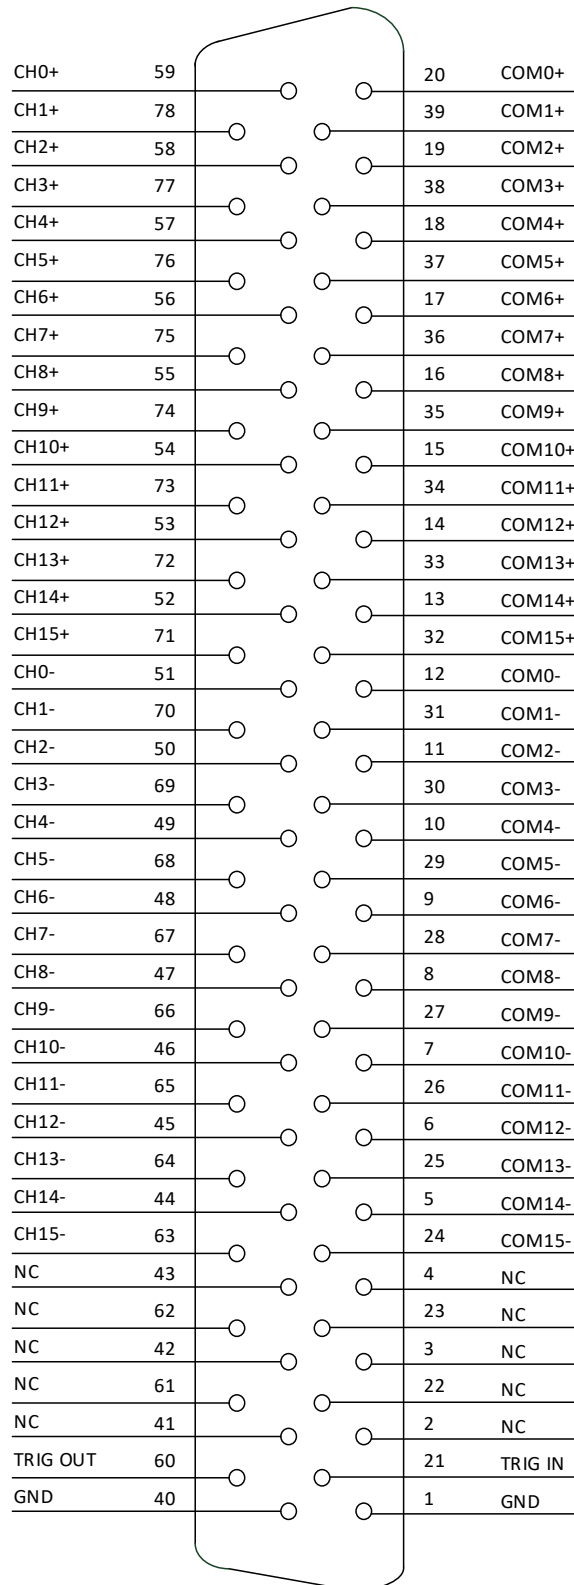 CH0+ 59 20 COM0+
CH1+ 78 39 COM1+
CH2+ 58 19 COM2+
CH3+ 77 38 COM3+
CH4+ 57 18 COM4+
CH5+ 76 37 COM5+
CH6+ 56 17 COM6+
CH7+ 75 36 COM7+
CH8+ 55 16 COM8+
CH9+ 74 35 COM9+
CH10+ 54 15 COM10+
CH11+ 73 34 COM11+
CH12+ 53 14 COM12+
CH13+ 72 33 COM13+
CH14+ 52 13 COM14+
CH15+ 71 32 COM15+
CH0- 51 12 COM0-
CH1- 70 31 COM1-
CH2- 50 11 COM2-
CH3- 69 30 COM3-
CH4- 49 10 COM4-
CH5- 68 29 COM5-
CH6- 48 9 COM6-
CH7- 67 28 COM7-
CH8- 47 8 COM8-
CH9- 66 27 COM9-
CH10- 46 7 COM10-
CH11- 65 26 COM11-
CH12- 45 6 COM12-
CH13- 64 25 COM13-
CH14- 44 5 COM14-
CH15- 63 24 COM15-
NC 43 4 NC
NC 62 23 NC
NC 42 3 NC
NC 61 22 NC
NC 41 2 NC
TRIG OUT 60 21 TRIG IN
GND 40 1 GND